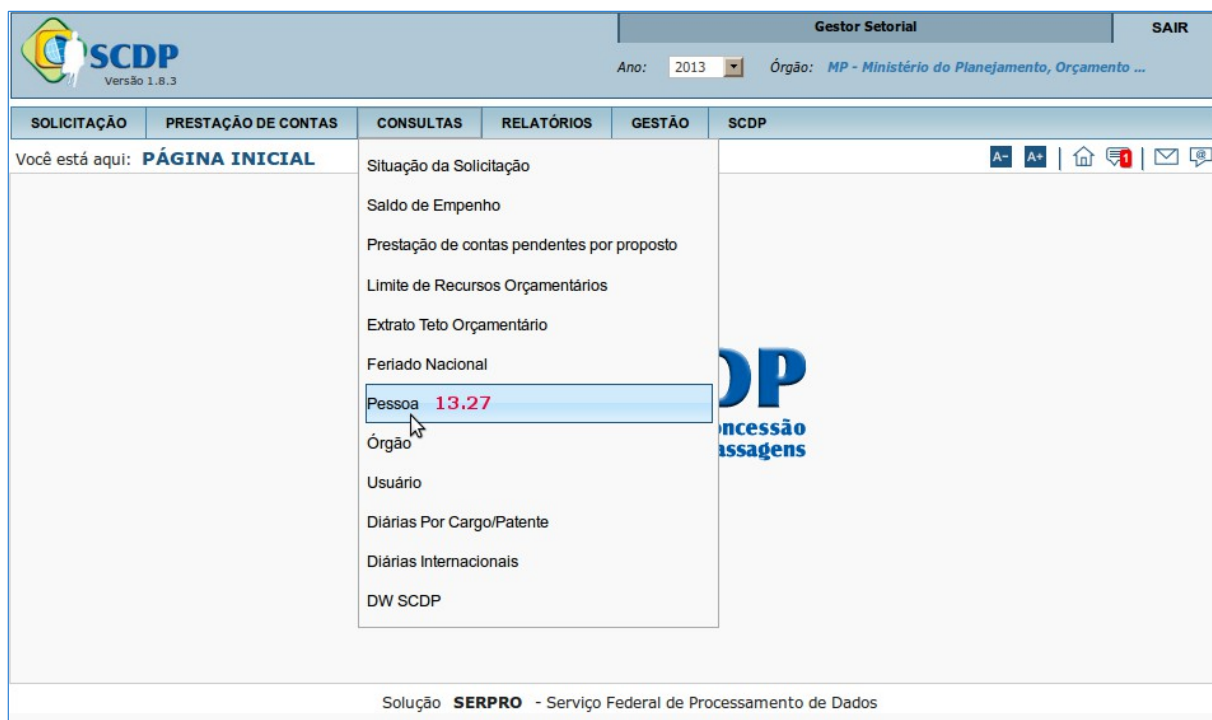 Gestor Setorial SAIR
SCDP
Versão 1.8.3
Ano: 2013 Órgão: MP - Ministério do Planejamento, Orçamento ...
SOLICITAÇÃO PRESTAÇÃO DE CONTAS CONSULTAS RELATÓRIOS GESTÃO SCDP
Você está aqui: PÁGINA INICIAL
A- A+ 1
Situação da Solicitação
Saldo de Empenho
Prestação de contas pendentes por proposto
Limite de Recursos Orçamentários
Extrato Teto Orçamentário
Feriado Nacional
Pessoa 13.27
Órgão
Usuário
Diárias Por Cargo/Patente
Diárias Internacionais
DW SCDP
DP
ncessão
assagens
Solução SERPRO - Serviço Federal de Processamento de Dados